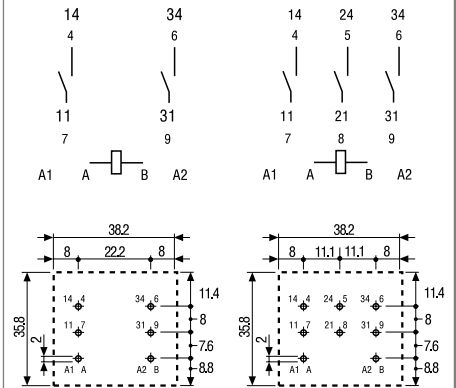 14 34 14 24 34
4 6 4 5 6
11 31 11 21 31
7 9 7 8 9
A1 A B A2 A1 A B A2
38.2 38.2
8 22.2 8 8 11.1 11.1 8
14 4 34 6 11.4 14 4 24 5 34 6 11.4
35.8 8 35.8 8
11 7 31 9 11 7 21 8 31 9
2 7.6 2 7.6
A1 A A2 B 8.8 A1 A A2 B 8.8